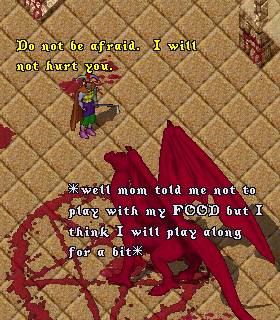 Do not be afraid. I will
not hurt you.
*well mom told me not to
play with my FOOD but I
think I will play along
for a bit*